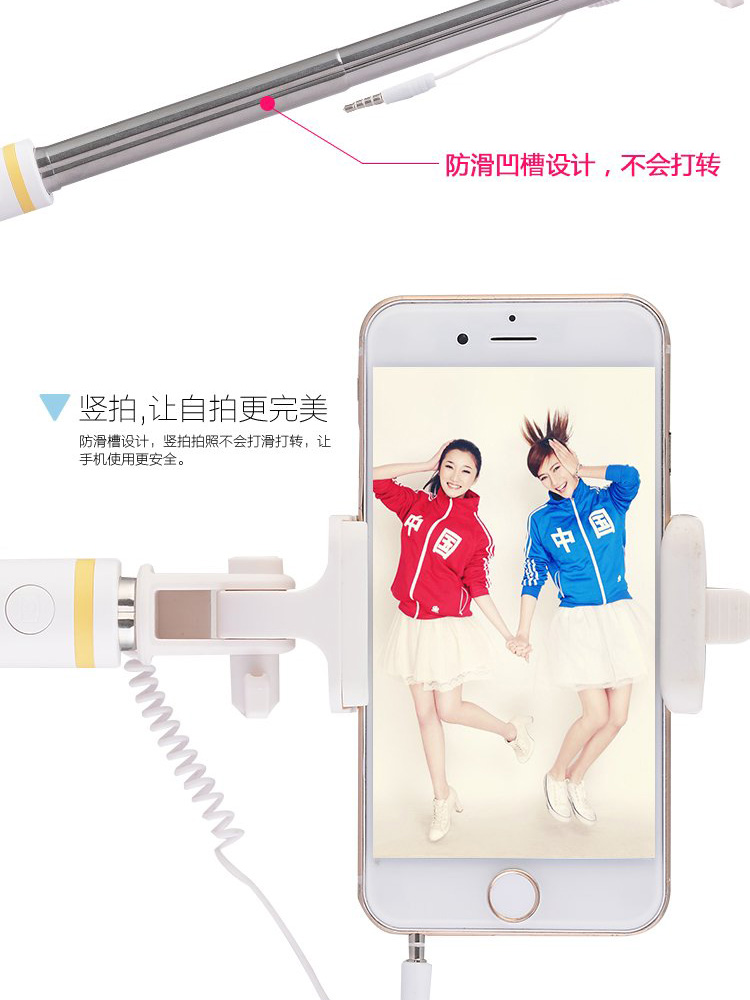 防滑凹槽设计，不会打转
竖拍,让自拍更完美
防滑槽设计，竖拍拍照不会打滑打转，让
手机使用更安全。
中国
中国